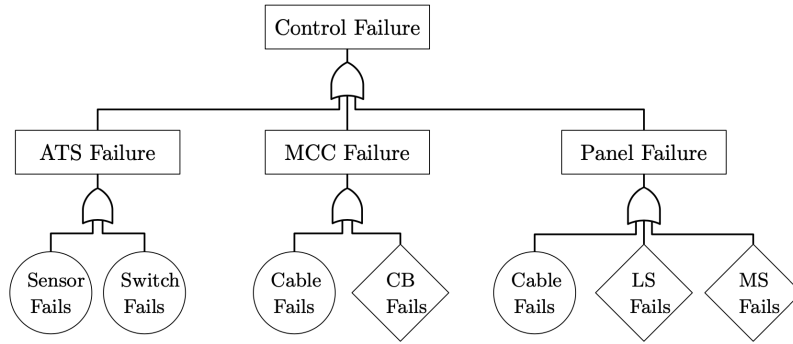 Control Failure
ATS Failure
MCC Failure
Panel Failure
Sensor
Fails
Switch
Fails
Cable
Fails
CB
Fails
Cable
Fails
LS
Fails
MS
Fails